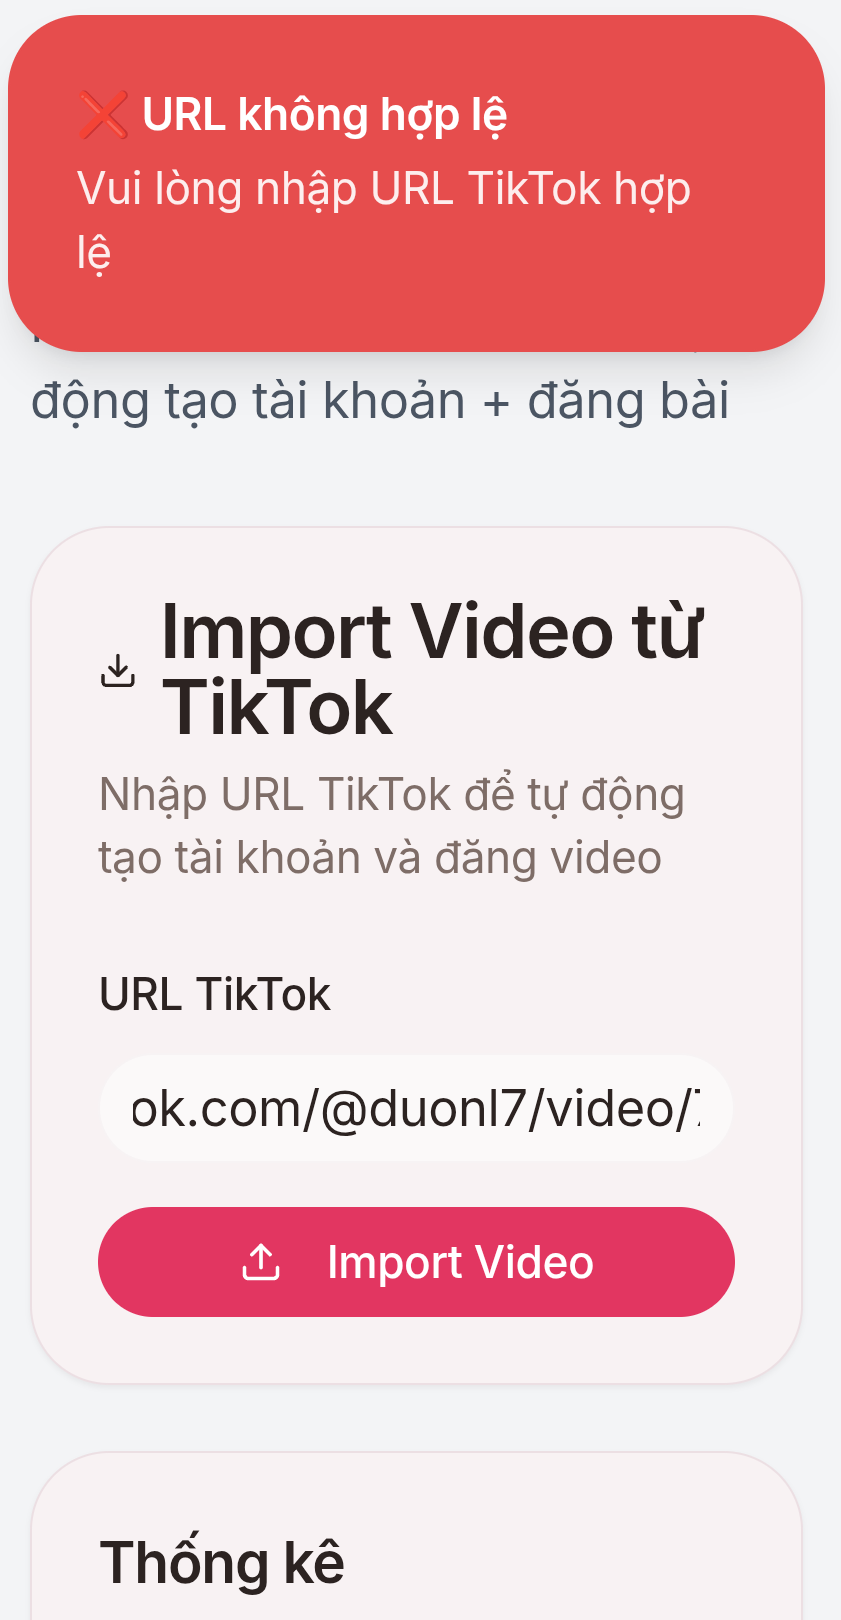 ❌ URL không hợp lệ
Vui lòng nhập URL TikTok hợp
lệ
động tạo tài khoản + đăng bài
Import Video từ
TikTok
Nhập URL TikTok để tự động
tạo tài khoản và đăng video
URL TikTok
ok.com/@duonl7/video/
Import Video
Thống kê